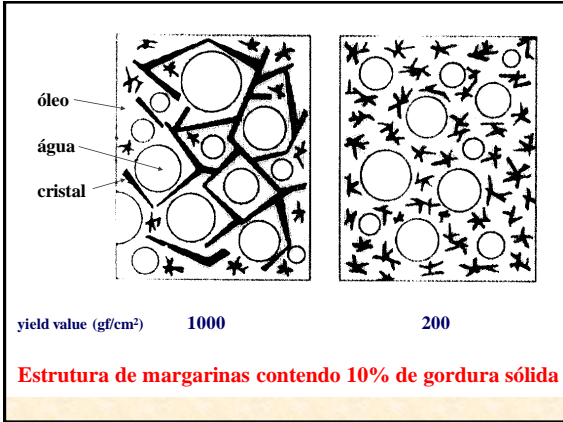 óleo
água
cristal
yield value (gf/cm²) 1000 200
Estrutura de margarinas contendo 10% de gordura sólida